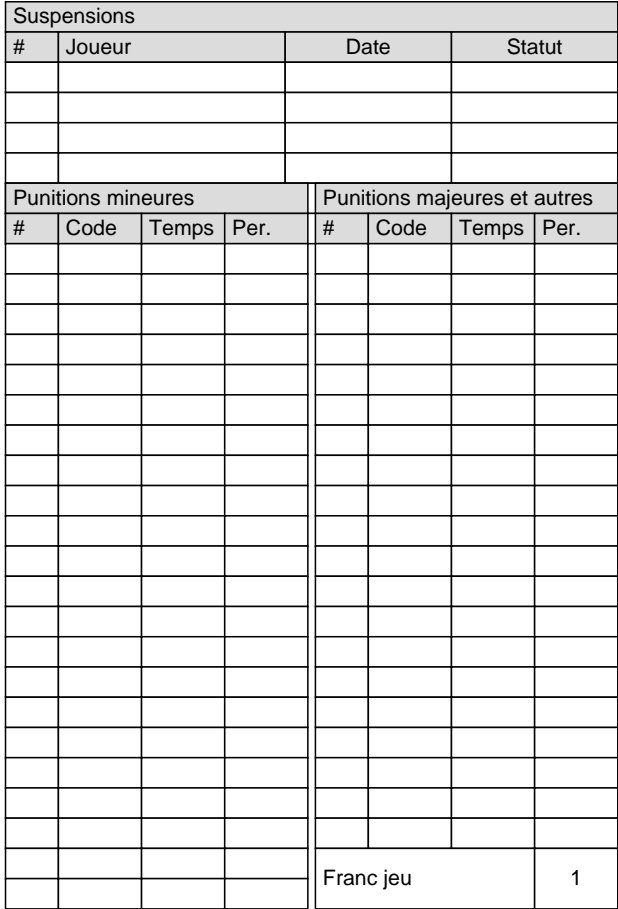 Suspensions
# Joueur Date Statut
Punitions mineures Punitions majeures et autres
# Code Temps Per. # Code Temps Per.
Franc jeu 1